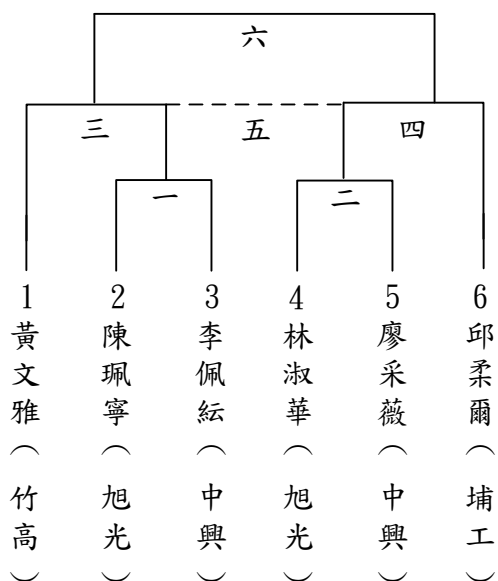 六
三 五 四
一 二
1 2 3 4 5 6
黃文雅（竹高）
陳珮寧（旭光）
李佩紜（中興）
林淑華（旭光）
廖采薇（中興）
邱柔爾（埔工）